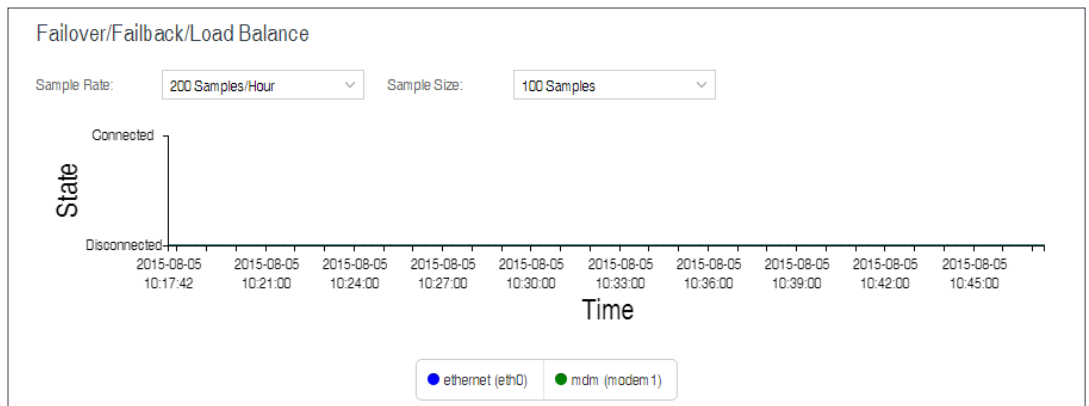 Failover/Failback/Load Balance
Sample Rate: 200 Samples/Hour Sample Size: 100 Samples
Connected
State
Disconnected
2015-08-05 2015-08-05 2015-08-05 2015-08-05 2015-08-05 2015-08-05 2015-08-05 2015-08-05 2015-08-05 2015-08-05
10:17:42 10:21:00 10:24:00 10:27:00 10:30:00 10:33:00 10:36:00 10:39:00 10:42:00 10:45:00
Time
ethernet (eth0) mdm (modem1)